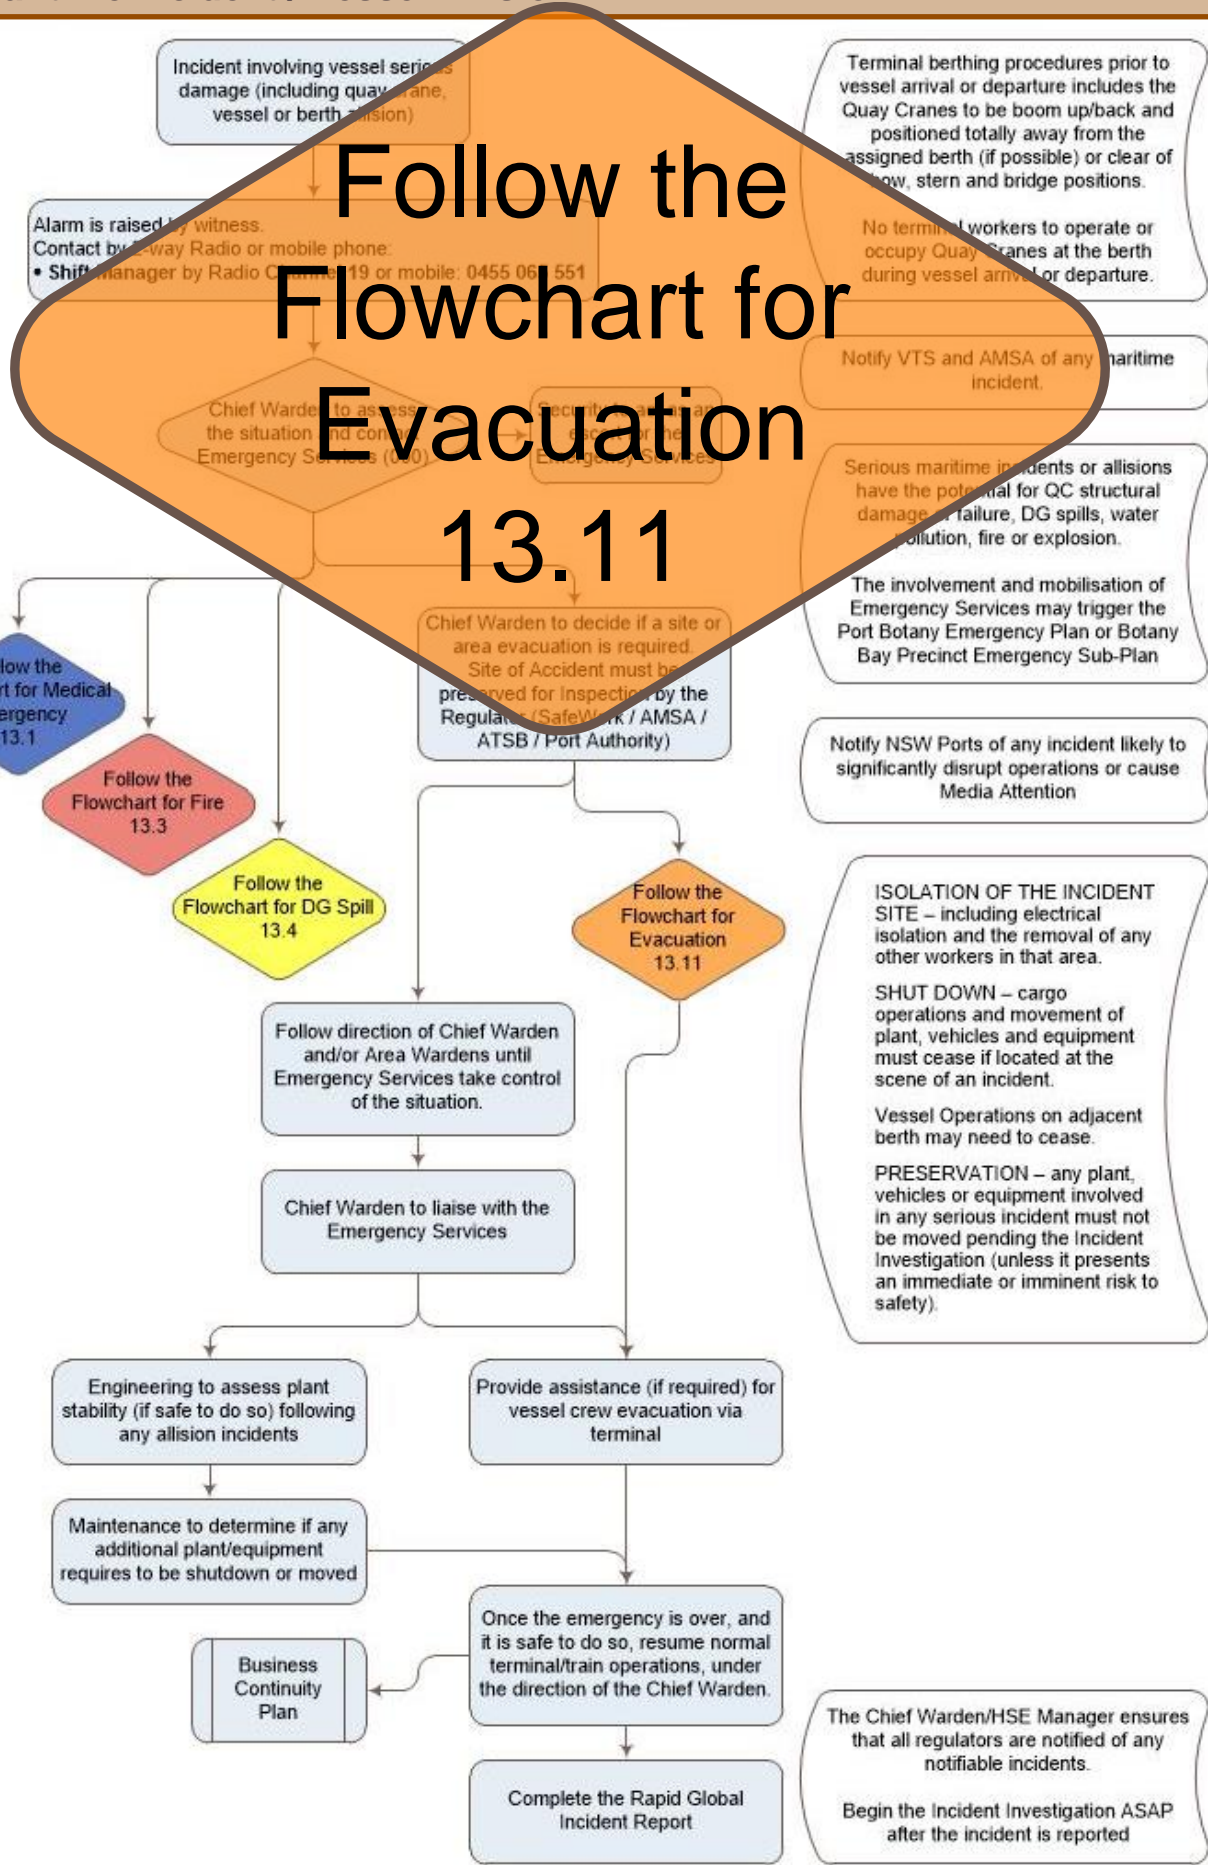 Incident involving vessel serious
damage (including quay crane,
vessel or berth allision)
Alarm is raised by witness.
Contact by 2-way Radio or mobile phone:
• Shift Manager by Radio Channel 19 or mobile: 0455 06 551
Chief Warden to assess
the situation and contact
Emergency Services (000)
Security to act as an
escort for the
Emergency Services
Follow the
Flowchart for
Evacuation
13.11
Terminal berthing procedures prior to
vessel arrival or departure includes the
Quay Cranes to be boom up/back and
positioned totally away from the
assigned berth (if possible) or clear of
bow, stern and bridge positions.
No terminal workers to operate or
occupy Quay Cranes at the berth
during vessel arrival or departure.
Notify VTS and AMSA of any maritime
incident.
Serious maritime incidents or allisions
have the potential for QC structural
damage or failure, DG spills, water
pollution, fire or explosion.
The involvement and mobilisation of
Emergency Services may trigger the
Port Botany Emergency Plan or Botany
Bay Precinct Emergency Sub-Plan
Notify NSW Ports of any incident likely to
significantly disrupt operations or cause
Media Attention
low the
rt for Medical
ergency
13.1
Follow the
Flowchart for Fire
13.3
Follow the
Flowchart for DG Spill
13.4
Chief Warden to decide if a site or
area evacuation is required.
Site of Accident must be
preserved for Inspection by the
Regulator (SafeWork / AMSA /
ATSB / Port Authority)
Follow the
Flowchart for
Evacuation
13.11
Follow direction of Chief Warden
and/or Area Wardens until
Emergency Services take control
of the situation.
Chief Warden to liaise with the
Emergency Services
Engineering to assess plant
stability (if safe to do so) following
any allision incidents
Provide assistance (if required) for
vessel crew evacuation via
terminal
Maintenance to determine if any
additional plant/equipment
requires to be shutdown or moved
Once the emergency is over, and
it is safe to do so, resume normal
terminal/train operations, under
the direction of the Chief Warden.
Business
Continuity
Plan
Complete the Rapid Global
Incident Report
ISOLATION OF THE INCIDENT
SITE – including electrical
isolation and the removal of any
other workers in that area.
SHUT DOWN – cargo
operations and movement of
plant, vehicles and equipment
must cease if located at the
scene of an incident.
Vessel Operations on adjacent
berth may need to cease.
PRESERVATION – any plant,
vehicles or equipment involved
in any serious incident must not
be moved pending the Incident
Investigation (unless it presents
an immediate or imminent risk to
safety).
The Chief Warden/HSE Manager ensures
that all regulators are notified of any
notifiable incidents.
Begin the Incident Investigation ASAP
after the incident is reported